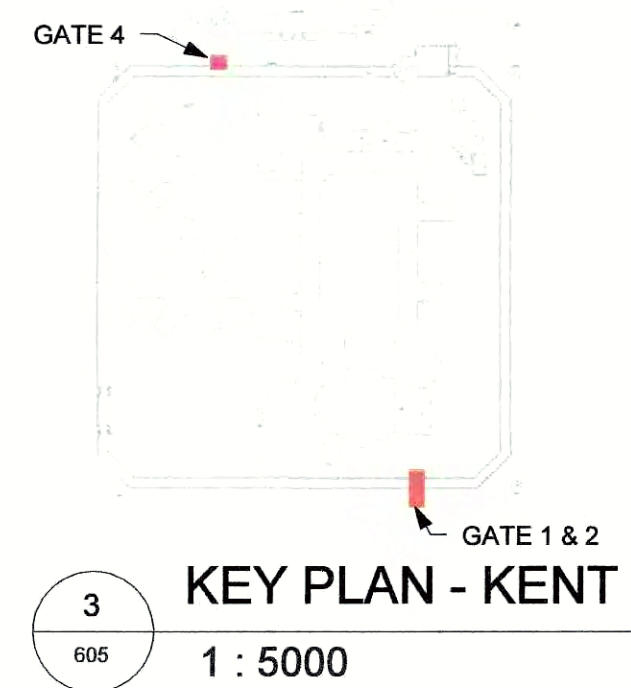 GATE 4
GATE 1 & 2
KEY PLAN - KENT
3
605
1 : 5000